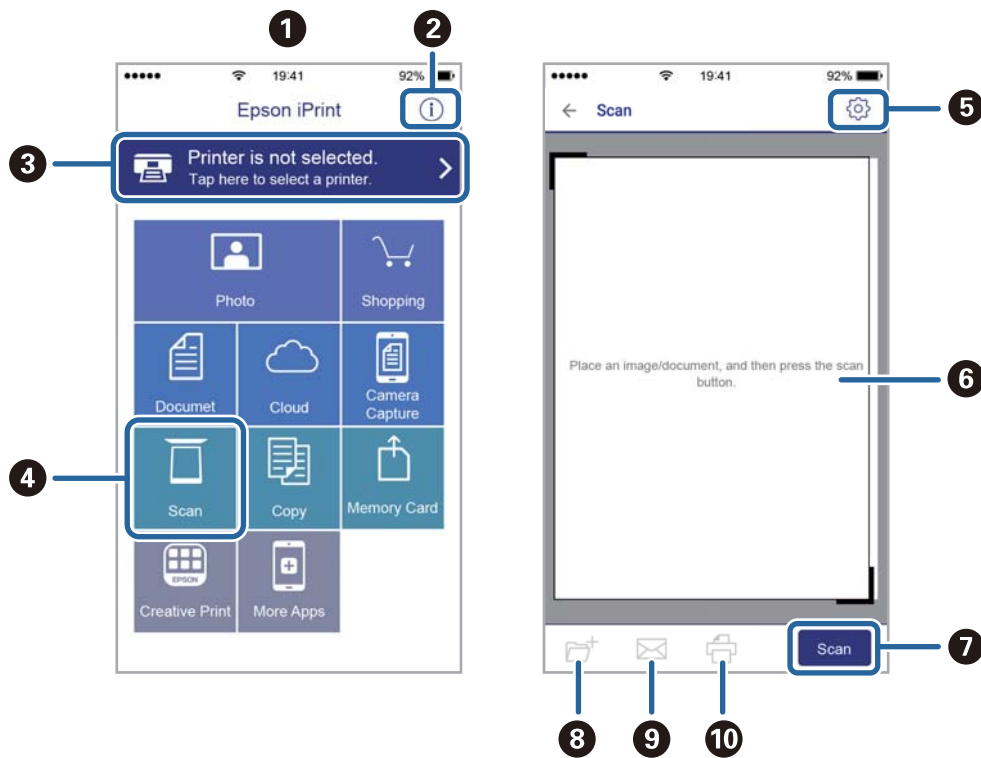 1
2
19:41
92%
Epson iPrint
i
3
Printer is not selected.
Tap here to select a printer.
Photo
Shopping
Documet
Cloud
Camera
Capture
4
Scan
Copy
Memory Card
EPSON
Creative Print
More Apps
19:41
92%
Scan
5
Place an image/document, and then press the scan
button.
6
Scan
7
8
9
10